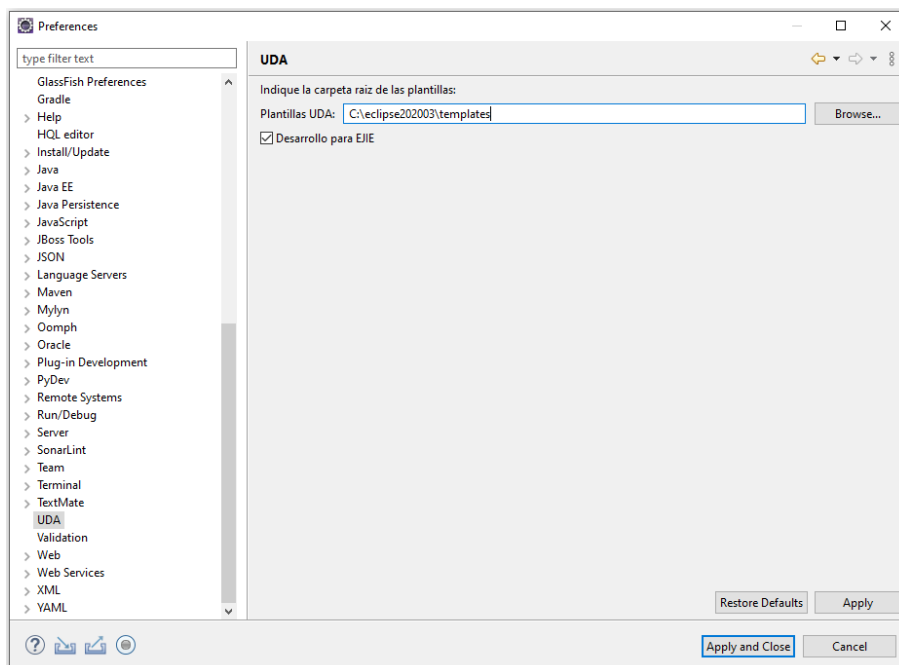 Preferences
type filter text
GlassFish Preferences
Gradle
Help
HQL editor
Install/Update
Java
Java EE
Java Persistence
JavaScript
JBoss Tools
JSON
Language Servers
Maven
Mylyn
Oomph
Oracle
Plug-in Development
PyDev
Remote Systems
Run/Debug
Server
SonarLint
Team
Terminal
TextMate
UDA
Validation
Web
Web Services
XML
YAML
UDA
Indique la carpeta raiz de las plantillas:
Plantillas UDA: C:\eclipse202003\templates Browse...
Desarrollo para EJIE
Restore Defaults Apply
Apply and Close Cancel